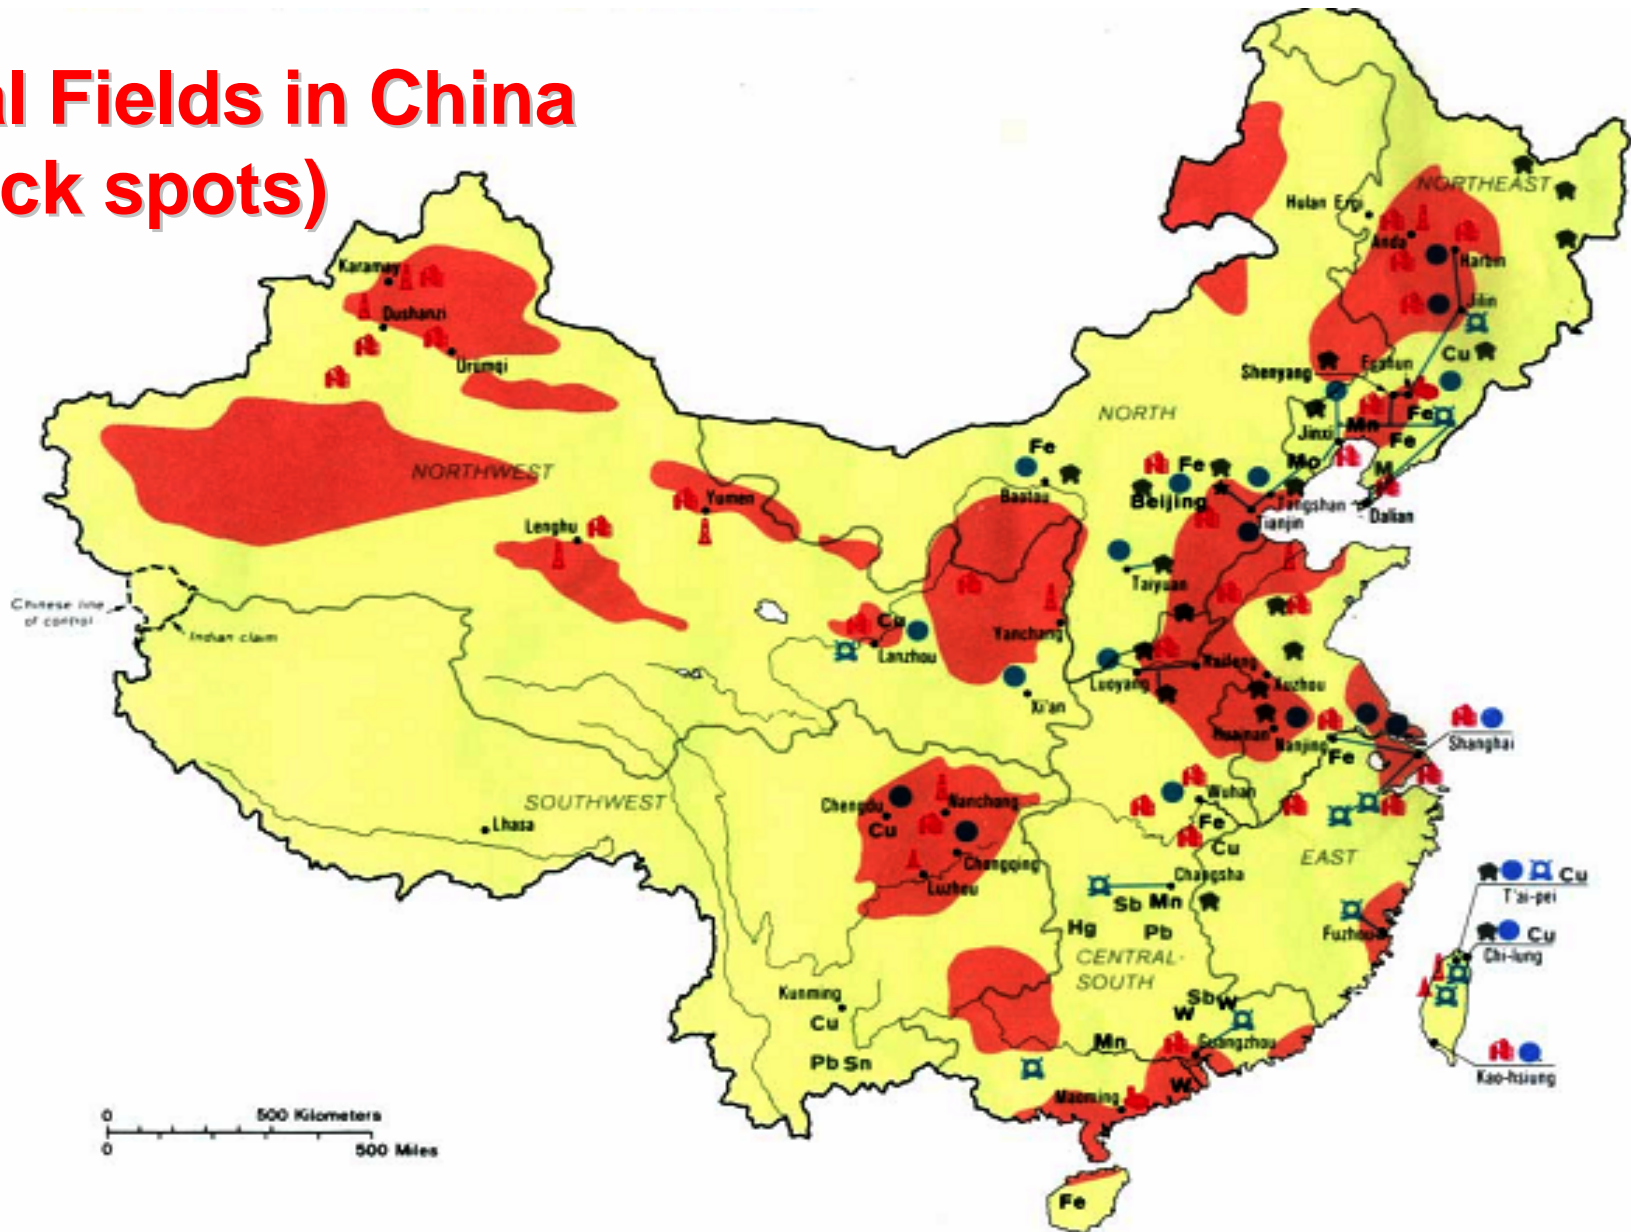 al Fields in China
ck spots)
NORTHEAST
Hulan Ergi
Anda
Harbin
Karamay
Dushanzi
Jilin
Urumqi
Cu
Shenyang
Fushun
NORTH
Fe
Jinxi
Mn
Fe
NORTHWEST
Fe
Fe
Mo
M
Yumen
Baotau
Beijing
Tangshan
Dalian
Tianjin
Lenghu
Taiyuan
Chinese line
of control
Indian claim
Cu
Yanchang
Lanzhou
Kaifeng
Luoyang
Xuzhou
Xi'an
Huainan
Nanjing
Shanghai
Fe
SOUTHWEST
Chengdu
Nanchong
Wuhan
Lhasa
Cu
Fe
Cu
EAST
Chongqing
Luzhou
Changsha
Cu
T'ai-pei
Sb
Mn
Hg
Pb
Fuzhou
Cu
Chi-lung
CENTRAL-
SOUTH
Kunming
Sb
W
W
Cu
Mn
Guangzhou
Pb Sn
W
Kao-hsiung
Maoming
0
500 Kilometers
0
500 Miles
Fe